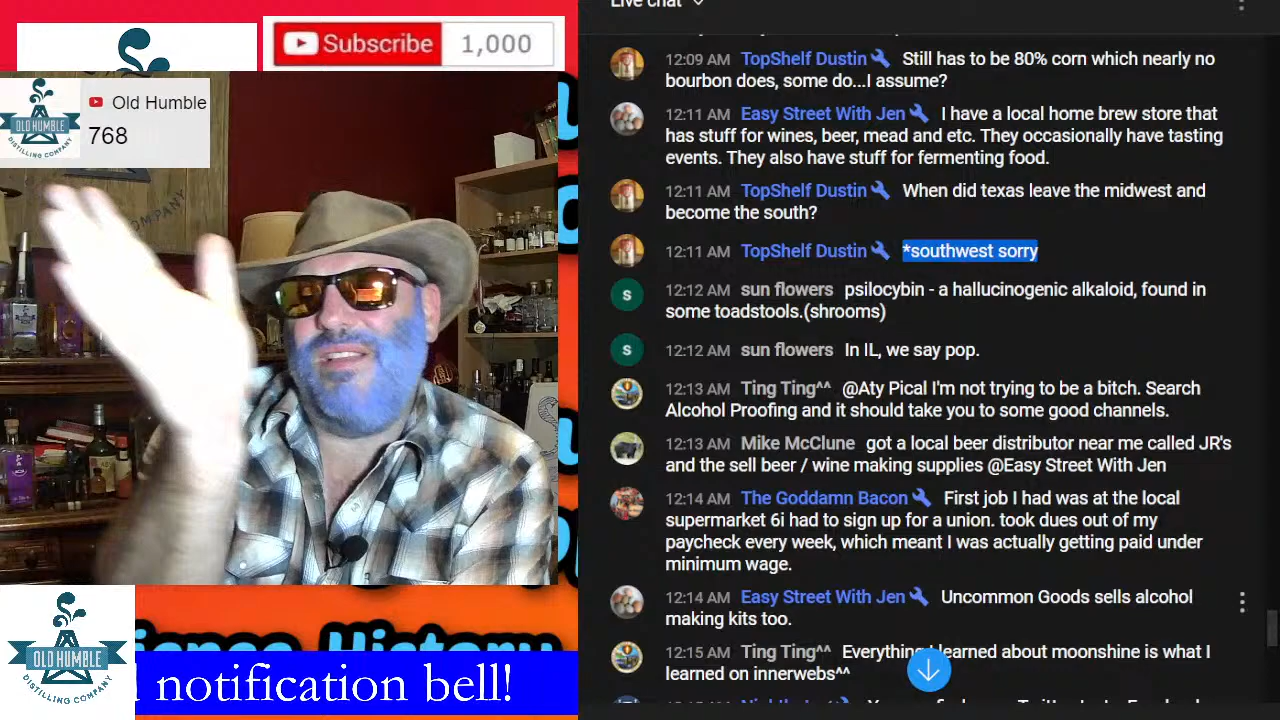 Subscribe 1,000
Old Humble
768
OLD HUMBLE
DISTILLING COMPANY
COMPANY
OLD HUMBLE
DISTILLING COMPANY
notification bell!
Live chat
12:09 AM TopShelf Dustin Still has to be 80% corn which nearly no
bourbon does, some do...I assume?
12:11 AM Easy Street With Jen I have a local home brew store that
has stuff for wines, beer, mead and etc. They occasionally have tasting
events. They also have stuff for fermenting food.
12:11 AM TopShelf Dustin When did texas leave the midwest and
become the south?
12:11 AM TopShelf Dustin *southwest sorry
S
12:12 AM sun flowers psilocybin - a hallucinogenic alkaloid, found in
some toadstools.(shrooms)
S
12:12 AM sun flowers In IL, we say pop.
12:13 AM Ting Ting^^ @Aty Pical I'm not trying to be a bitch. Search
Alcohol Proofing and it should take you to some good channels.
12:13 AM Mike McClune got a local beer distributor near me called JR's
and the sell beer / wine making supplies @Easy Street With Jen
12:14 AM The Goddamn Bacon First job I had was at the local
supermarket 6i had to sign up for a union. took dues out of my
paycheck every week, which meant I was actually getting paid under
minimum wage.
12:14 AM Easy Street With Jen Uncommon Goods sells alcohol
making kits too.
12:15 AM Ting Ting^^ Everything I learned about moonshine is what I
learned on innerwebs^^